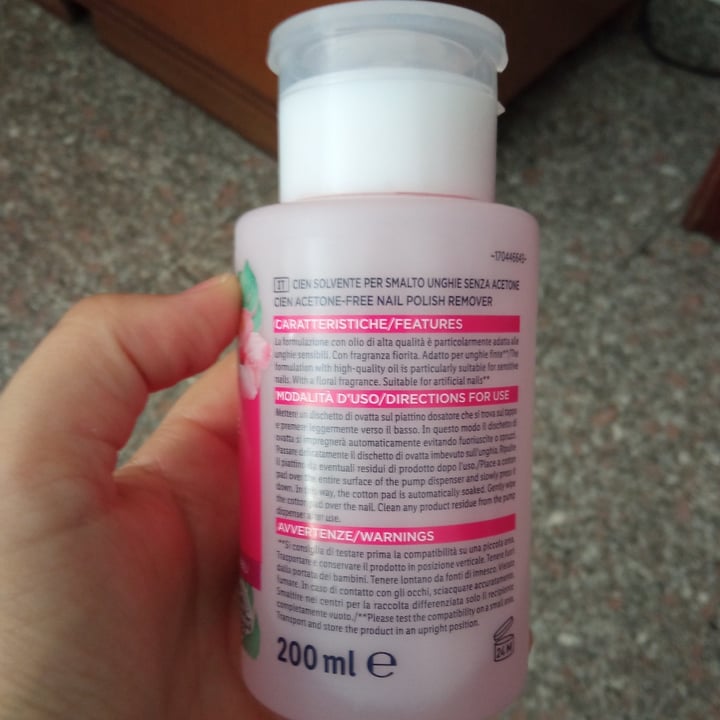 ~170446649~
IT CIEN SOLVENTE PER SMALTO UNGHIE SENZA ACETONE
CIEN ACETONE-FREE NAIL POLISH REMOVER
CARATTERISTICHE/FEATURES
La formulazione con olio di alta qualità è particolarmente adatta alle
unghie sensibili. Con fragranza fiorita. Adatto per unghie finte**/The
formulation with high-quality oil is particularly suitable for sensitive
nails. With a floral fragrance. Suitable for artificial nails**
MODALITÀ D'USO/DIRECTIONS FOR USE
Mettere un dischetto di ovatta sul piattino dosatore che si trova sul tappo
e premere leggermente verso il basso. In questo modo il dischetto di
ovatta si impregnerà automaticamente evitando fuoriuscite o spruzzi.
Passare delicatamente il dischetto di ovatta imbevuto sull'unghia. Ripulire
il piattino da eventuali residui di prodotto dopo l'uso./Place a cotton
pad over the entire surface of the pump dispenser and slowly press it
down. In this way, the cotton pad is automatically soaked. Gently wipe
the cotton pad over the nail. Clean any product residue from the pump
dispenser after use.
AVVERTENZE/WARNINGS
**Si consiglia di testare prima la compatibilità su una piccola area.
Trasportare e conservare il prodotto in posizione verticale. Tenere fuori
dalla portata dei bambini. Tenere lontano da fonti di innesco. Vietato
fumare. In caso di contatto con gli occhi, sciacquare accuratamente.
Smaltire nei centri per la raccolta differenziata solo il recipiente
completamente vuoto./**Please test the compatibility on a small area.
Transport and store the product in an upright position.
200 ml ℮
24 M